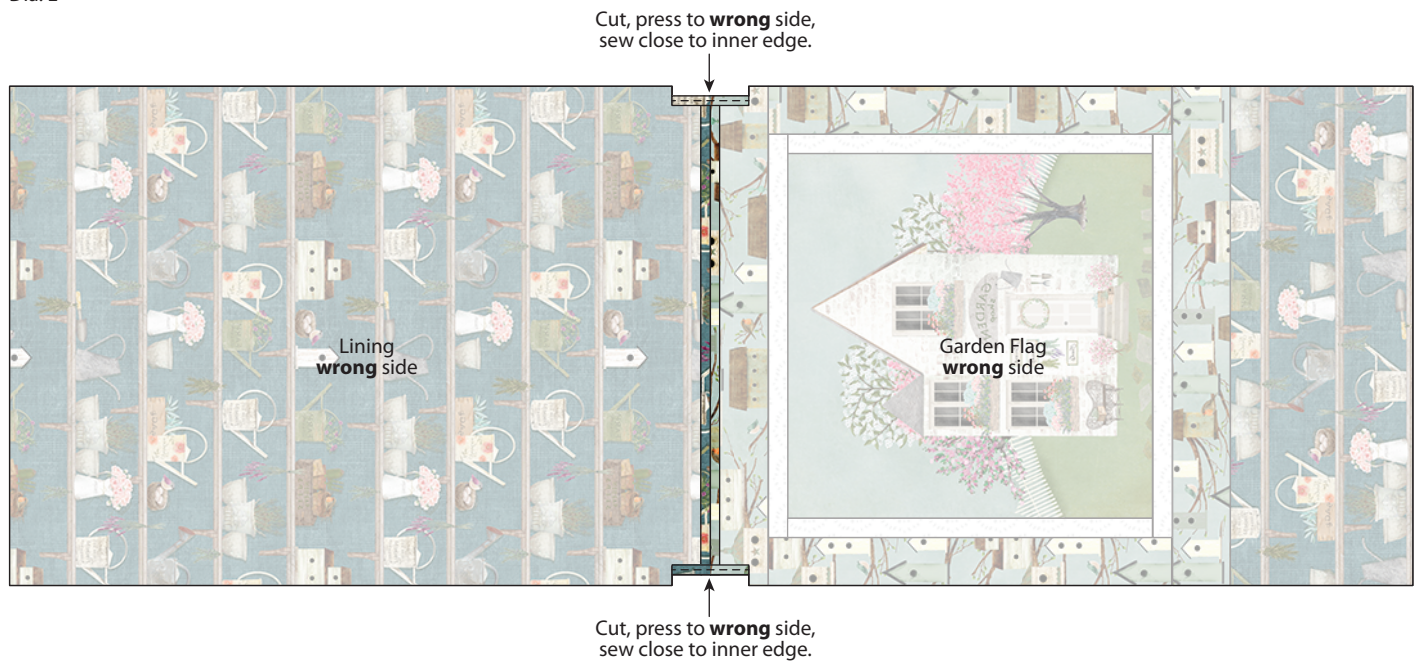 Cut, press to wrong side,
sew close to inner edge.
Lining
wrong side
Garden Flag
wrong side
Cut, press to wrong side,
sew close to inner edge.